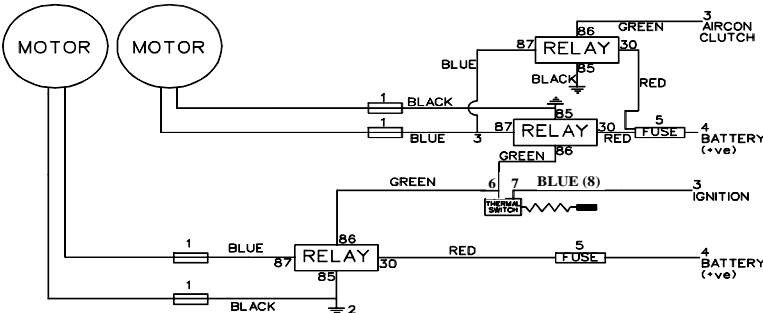 MOTOR
MOTOR
86
GREEN
3
AIRCON
CLUTCH
87
RELAY
30
BLUE
85
BLACK
RED
1
BLACK
85
1
BLUE
3
87
RELAY
30
RED
5
FUSE
4
BATTERY
(+ve)
86
GREEN
GREEN
6
7
BLUE (8)
3
IGNITION
THERMAL
SWITCH
1
BLUE
86
87
RELAY
30
RED
5
FUSE
4
BATTERY
(+ve)
85
1
BLACK
2